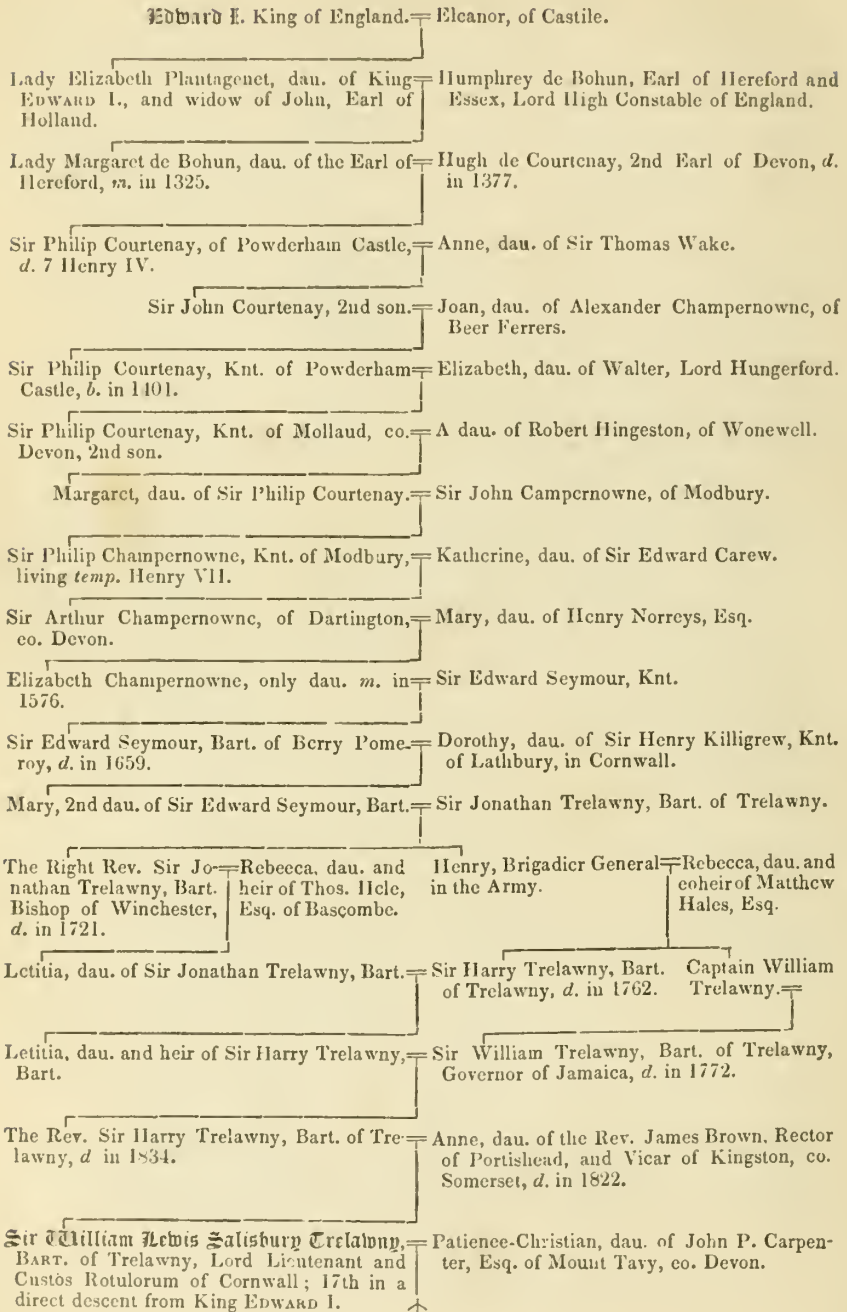 Edward I. King of England. Eleanor, of Castile.
Lady Elizabeth Plantagenet, dau. of King
EDWARD I., and widow of John, Earl of
Holland.
Humphrey de Bohun, Earl of Hereford and
Essex, Lord High Constable of England.
Lady Margaret de Bohun, dau. of the Earl of
Hereford, m. in 1325.
Hugh de Courtenay, 2nd Earl of Devon, d.
in 1377.
Sir Philip Courtenay, of Powderham Castle,
d. 7 Henry IV.
Anne, dau. of Sir Thomas Wake.
Sir John Courtenay, 2nd son.
Joan, dau. of Alexander Champernowne, of
Beer Ferrers.
Sir Philip Courtenay, Knt. of Powderham
Castle, b. in 1401.
Elizabeth, dau. of Walter, Lord Hungerford.
Sir Philip Courtenay, Knt. of Mollaud, co.
Devon, 2nd son.
A dau. of Robert Hingeston, of Wonewell.
Margaret, dau. of Sir Philip Courtenay.
Sir John Campernowne, of Modbury.
Sir Philip Champernowne, Knt. of Modbury,
living temp. Henry VII.
Katherine, dau. of Sir Edward Carew.
Sir Arthur Champernowne, of Dartington,
co. Devon.
Mary, dau. of Henry Norreys, Esq.
Elizabeth Champernowne, only dau. m. in
1576.
Sir Edward Seymour, Knt.
Sir Edward Seymour, Bart. of Berry Pome-
roy, d. in 1659.
Dorothy, dau. of Sir Henry Killigrew, Knt.
of Lathbury, in Cornwall.
Mary, 2nd dau. of Sir Edward Seymour, Bart.
Sir Jonathan Trelawny, Bart. of Trelawny.
The Right Rev. Sir Jo-
nathan Trelawny, Bart.
Bishop of Winchester,
d. in 1721.
Rebecca, dau. and
heir of Thos. Hele,
Esq. of Bascombe.
Henry, Brigadier General
in the Army.
Rebecca, dau. and
coheir of Matthew
Hales, Esq.
Letitia, dau. of Sir Jonathan Trelawny, Bart.
Sir Harry Trelawny, Bart.
of Trelawny, d. in 1762.
Captain William
Trelawny.
Letitia, dau. and heir of Sir Harry Trelawny,
Bart.
Sir William Trelawny, Bart. of Trelawny,
Governor of Jamaica, d. in 1772.
The Rev. Sir Harry Trelawny, Bart. of Tre-
lawny, d in 1834.
Anne, dau. of the Rev. James Brown, Rector
of Portishead, and Vicar of Kingston, co.
Somerset, d. in 1822.
Sir William Lewis Salisbury Trelawny,
BART. of Trelawny, Lord Lieutenant and
Custos Rotulorum of Cornwall; 17th in a
direct descent from King EDWARD I.
Patience-Christian, dau. of John P. Carpen-
ter, Esq. of Mount Tavy, co. Devon.